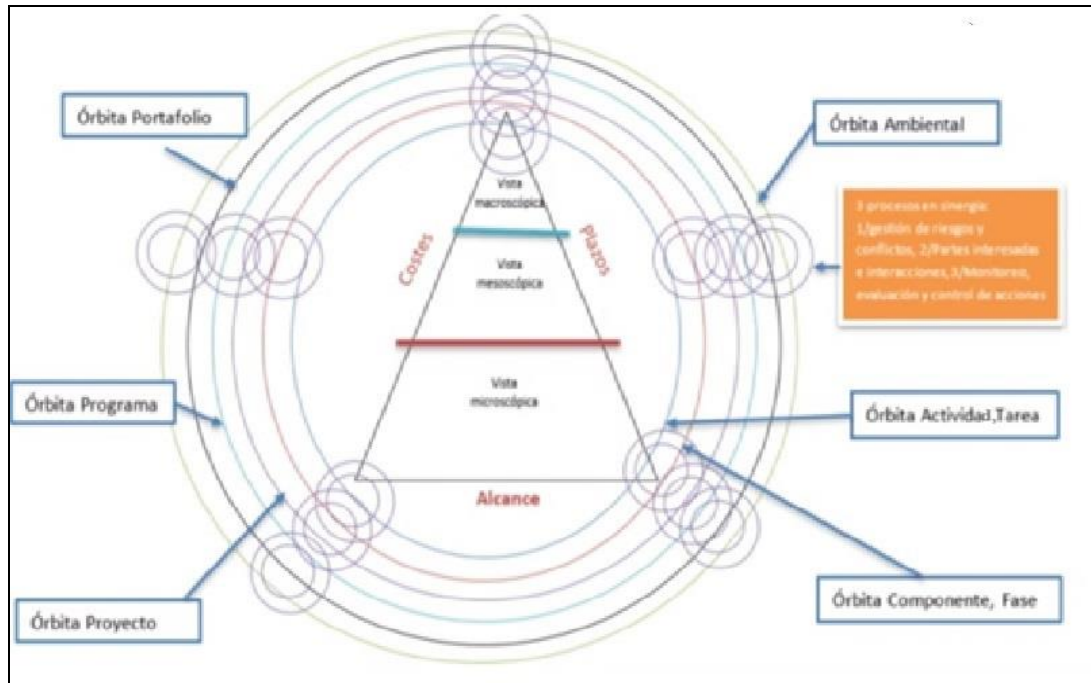 Órbita Portafolio
Órbita Ambiental
Vista
macroscópica
Costes
Plazos
3 procesos en sinergia:
1/gestión de riesgos y
conflictos, 2/Partes interesadas
e interacciones, 3/Monitoreo,
evaluación y control de acciones
Vista
mesoscópica
Vista
microscópica
Órbita Programa
Órbita Actividad,Tarea
Alcance
Órbita Componente, Fase
Órbita Proyecto